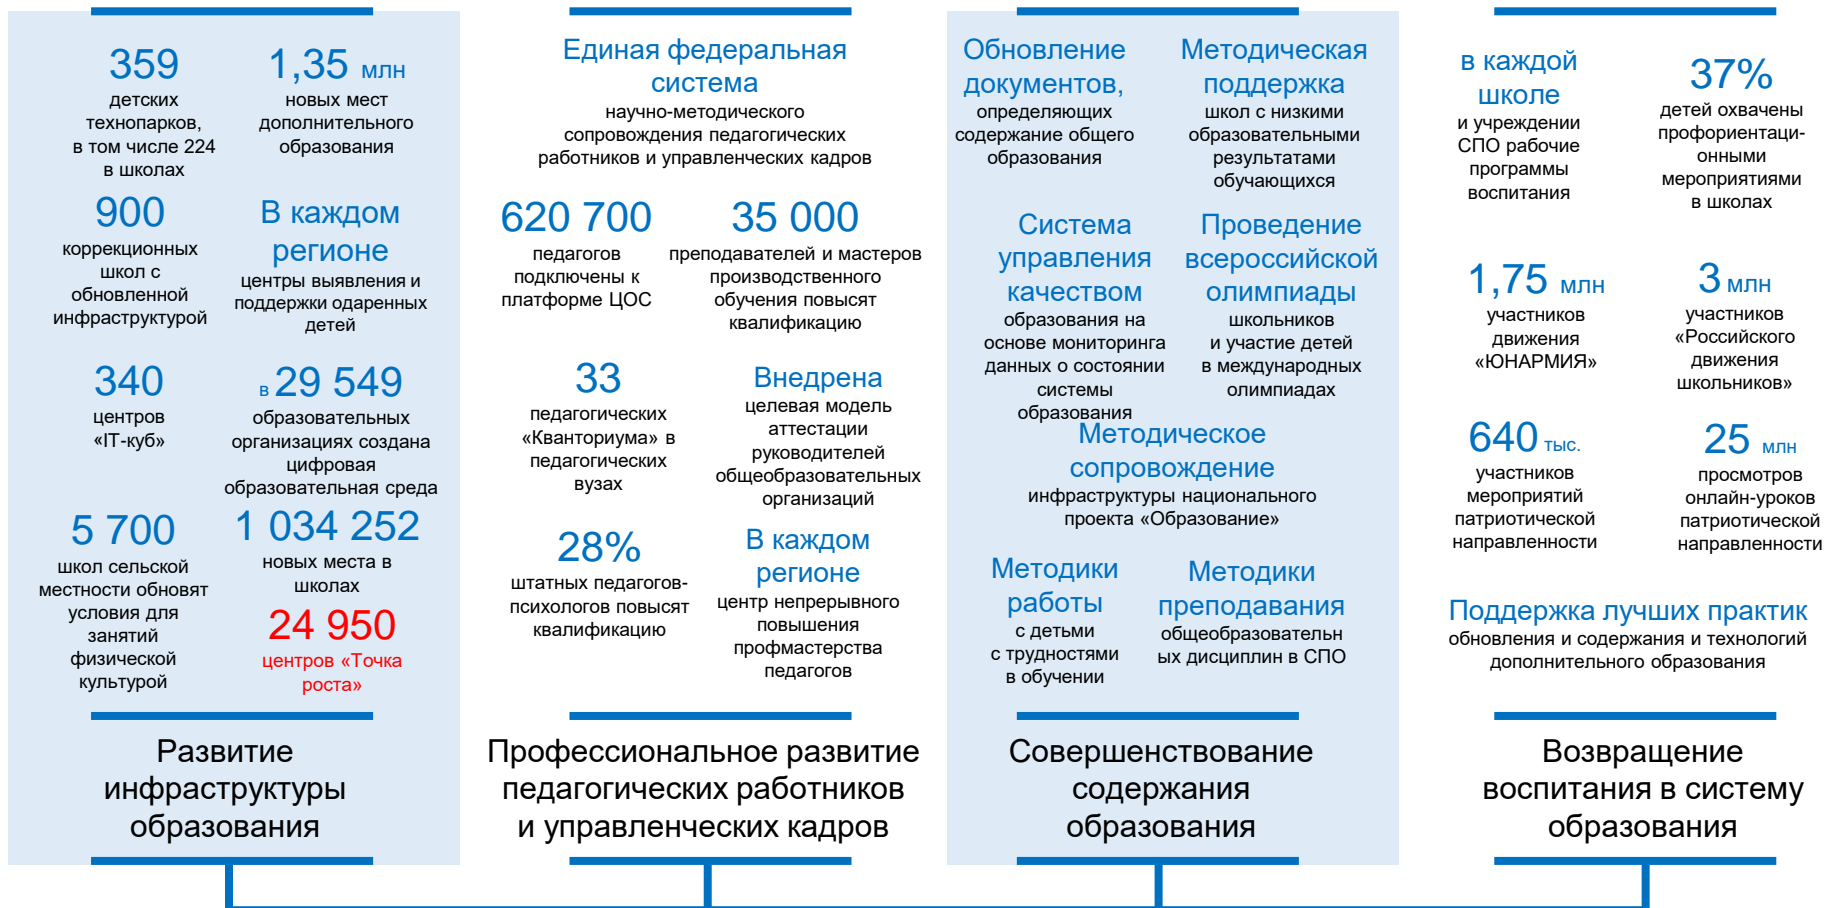 359
детских
технопарков,
в том числе 224
в школах
1,35 млн
новых мест
дополнительного
образования
900
коррекционных
школ с
обновленной
инфраструктурой
В каждом
регионе
центры выявления и
поддержки одаренных
детей
340
центров
«IT-куб»
в 29 549
образовательных
организациях создана
цифровая
образовательная среда
5 700
школ сельской
местности обновят
условия для
занятий
физической
культурой
1 034 252
новых места в
школах
24 950
центров «Точка
роста»
Развитие
инфраструктуры
образования
Единая федеральная
система
научно-методического
сопровождения педагогических
работников и управленческих кадров
620 700
педагогов
подключены к
платформе ЦОС
35 000
преподавателей и мастеров
производственного
обучения повысят
квалификацию
33
педагогических
«Кванториума» в
педагогических
вузах
Внедрена
целевая модель
аттестации
руководителей
общеобразовательных
организаций
28%
штатных педагогов-
психологов повысят
квалификацию
В каждом
регионе
центр непрерывного
повышения
профмастерства
педагогов
Профессиональное развитие
педагогических работников
и управленческих кадров
Обновление
документов,
определяющих
содержание общего
образования
Методическая
поддержка
школ с низкими
образовательными
результатами
обучающихся
Система
управления
качеством
образования на
основе мониторинга
данных о состоянии
системы
образования
Проведение
всероссийской
олимпиады
школьников
и участие детей
в международных
олимпиадах
Методическое
сопровождение
инфраструктуры национального
проекта «Образование»
Методики
работы
с детьми
с трудностями
в обучении
Методики
преподавания
общеобразовательн
ых дисциплин в СПО
Совершенствование
содержания
образования
в каждой
школе
и учреждении
СПО рабочие
программы
воспитания
37%
детей охвачены
профориентаци-
онными
мероприятиями
в школах
1,75 млн
участников
движения
«ЮНАРМИЯ»
3 млн
участников
«Российского
движения
школьников»
640 тыс.
участников
мероприятий
патриотической
направленности
25 млн
просмотров
онлайн-уроков
патриотической
направленности
Поддержка лучших практик
обновления и содержания и технологий
дополнительного образования
Возвращение
воспитания в систему
образования